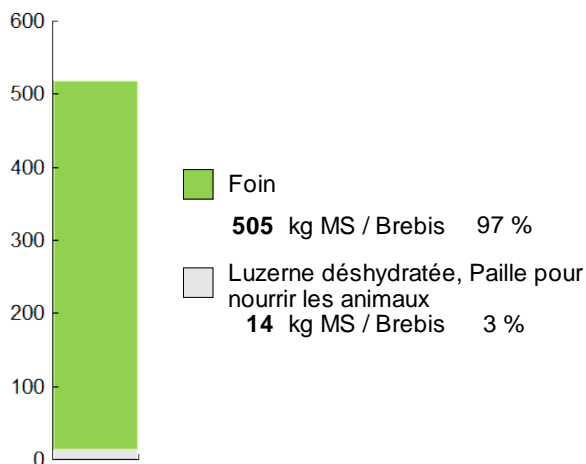 600
500
400
300
200
100
0
Foin
505 kg MS / Brebis 97 %
Luzerne déshydratée, Paille pour
nourrir les animaux
14 kg MS / Brebis 3 %